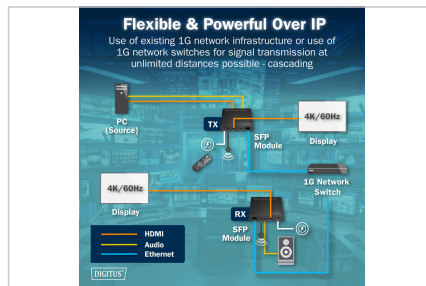 Flexible & Powerful Over IP
Use of existing 1G network infrastructure or use of
1G network switches for signal transmission at
unlimited distances possible - cascading
PC
(Source)
TX
SFP
Module
4K/60Hz
Display
1G Network
Switch
4K/60Hz
Display
RX
SFP
Module
HDMI
Audio
Ethernet
DIGITUS®